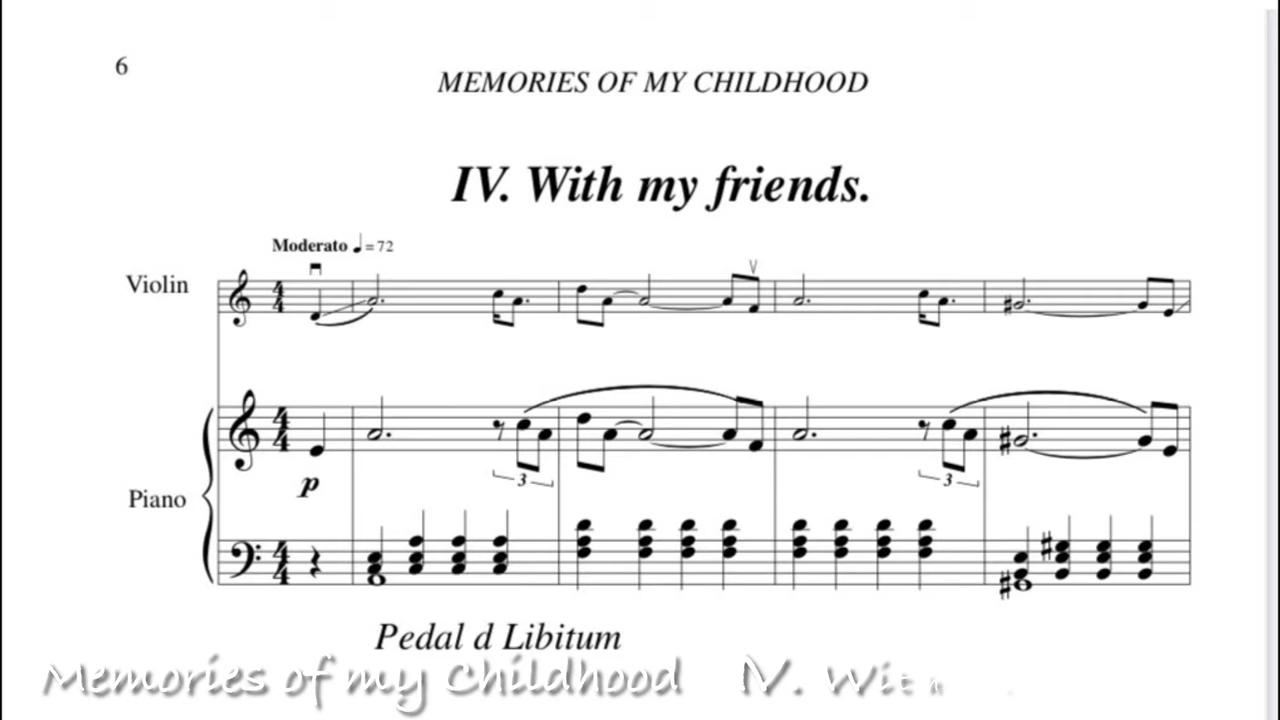 6
MEMORIES OF MY CHILDHOOD
IV. With my friends.
Moderato ♩ = 72
Violin
p
3
3
Piano
Pedal d Libitum
Memories of my Childhood IV. With